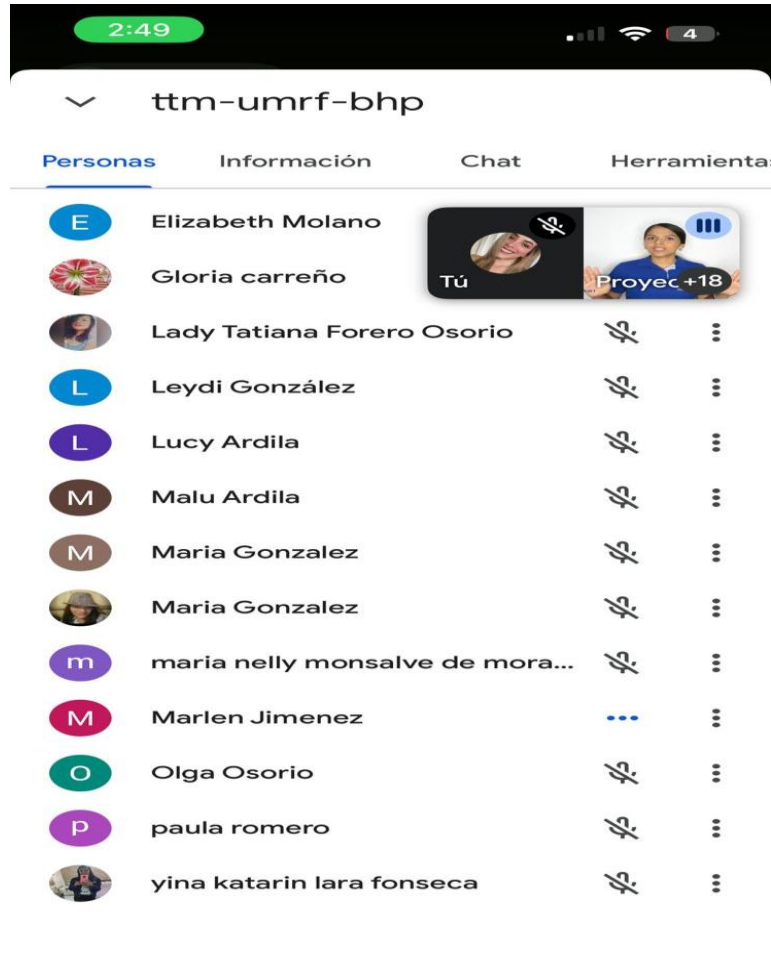 2:49
4
ttm-umrf-bhp
Personas Información Chat Herramientas
E Elizabeth Molano
Gloria carreño
Tú Proyec +18
Lady Tatiana Forero Osorio
L Leydi González
L Lucy Ardila
M Malu Ardila
M Maria Gonzalez
Maria Gonzalez
m maria nelly monsalve de mora...
M Marlen Jimenez
O Olga Osorio
p paula romero
yina katarin lara fonseca